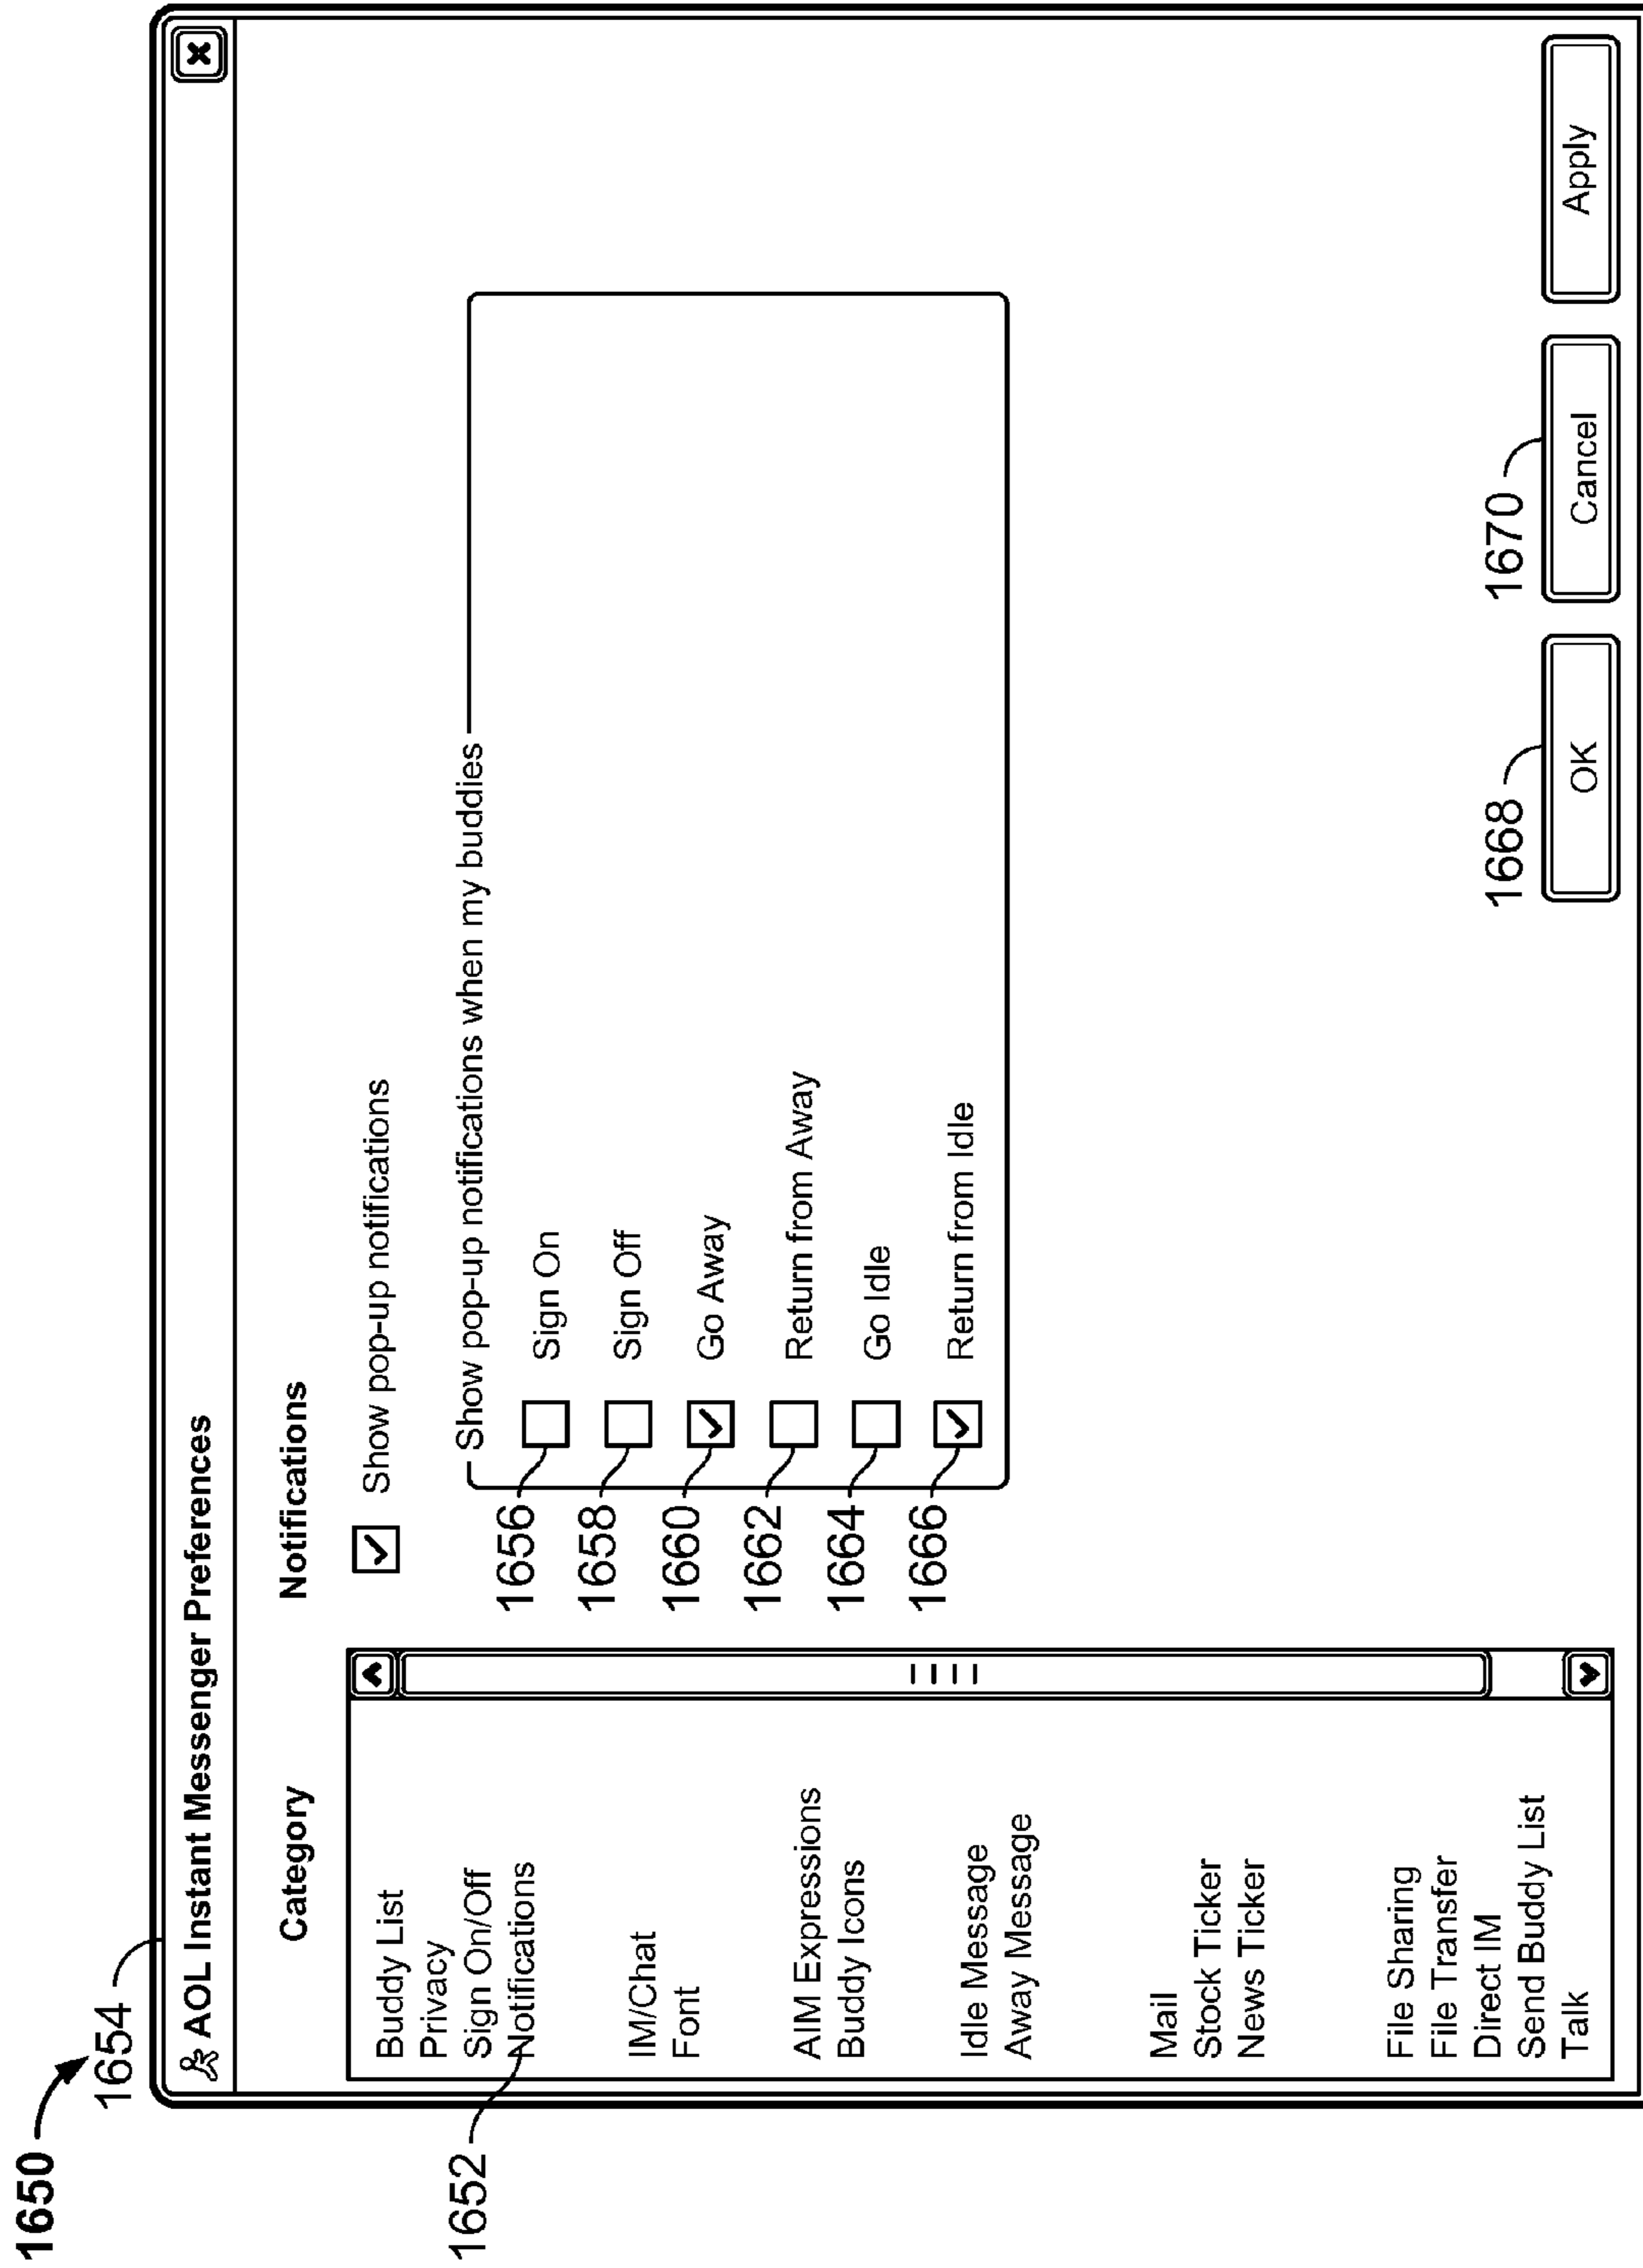 1650
1654
AOL Instant Messenger Preferences
Category
Buddy List
Privacy
Sign On/Off
1652
Notifications
IM/Chat
Font
AIM Expressions
Buddy Icons
Idle Message
Away Message
Mail
Stock Ticker
News Ticker
File Sharing
File Transfer
Direct IM
Send Buddy List
Talk
Notifications
Show pop-up notifications
Show pop-up notifications when my buddies
1656 Sign On
1658 Sign Off
1660 Go Away
1662 Return from Away
1664 Go Idle
1666 Return from Idle
1668 1670
OK Cancel Apply